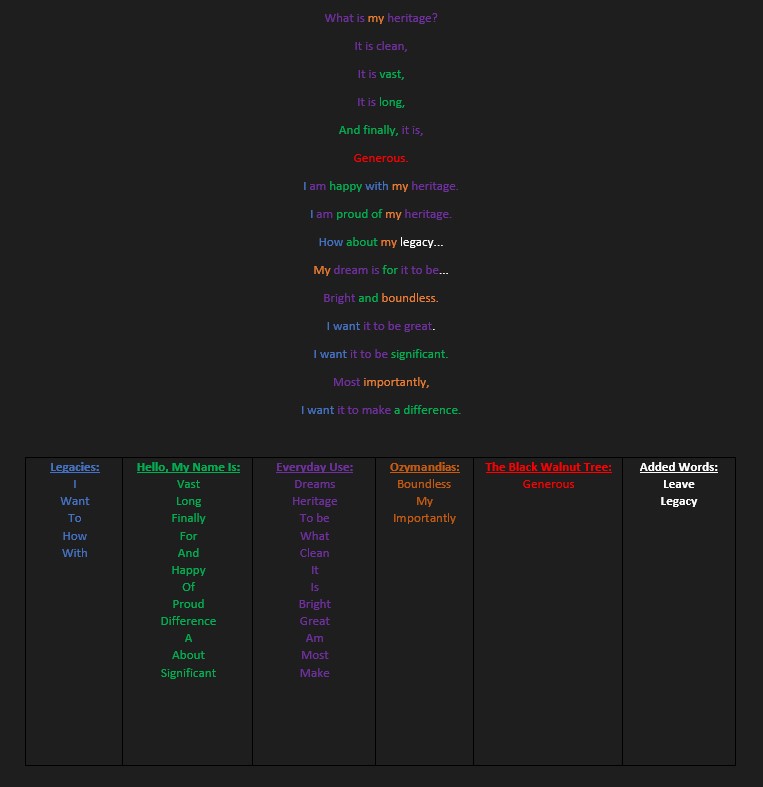 What is my heritage?
It is clean,
It is vast,
It is long,
And finally, it is,
Generous.
I am happy with my heritage.
I am proud of my heritage.
How about my legacy...
My dream is for it to be...
Bright and boundless.
I want it to be great.
I want it to be significant.
Most importantly,
I want it to make a difference.
Legacies:
I
Want
To
How
With
Hello, My Name Is:
Vast
Long
Finally
For
And
Happy
Of
Proud
Difference
A
About
Significant
Everyday Use:
Dreams
Heritage
To be
What
Clean
It
Is
Bright
Great
Am
Most
Make
Ozymandias:
Boundless
My
Importantly
The Black Walnut Tree:
Generous
Added Words:
Leave
Legacy